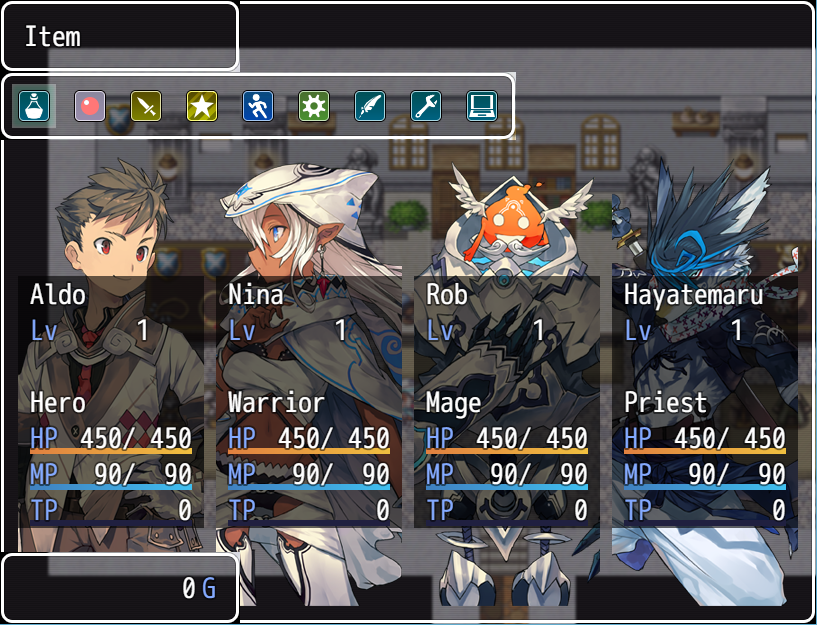 Item
Aldo
Lv 1
Hero
HP 450/ 450
MP 90/ 90
TP 0
Nina
Lv 1
Warrior
HP 450/ 450
MP 90/ 90
TP 0
Rob
Lv 1
Mage
HP 450/ 450
MP 90/ 90
TP 0
Hayatemaru
Lv 1
Priest
HP 450/ 450
MP 90/ 90
TP 0
0 G